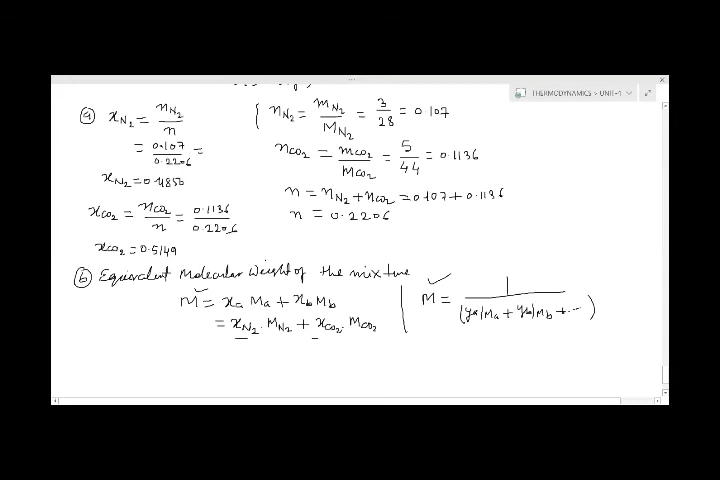 THERMODYNAMICS > UNIT-4
(a) x_N2 = n_N2 / n { n_N2 = m_N2 / M_N2 = 3/28 = 0.107
= 0.107 / 0.2206 =
n_CO2 = m_CO2 / m_CO2 = 5/44 = 0.1136
x_N2 = 0.4850
n = n_N2 + n_CO2 = 0.107 + 0.1136
x_CO2 = n_CO2 / n = 0.1136 / 0.2206
n = 0.2206
x_CO2 = 0.5149
(b) Equivalent Molecular Weight of the mixture
M = x_a M_a + x_b M_b | M = 1 / (y_a/M_a + y_b/M_b + ...)
= x_N2 . M_N2 + x_CO2 . M_CO2